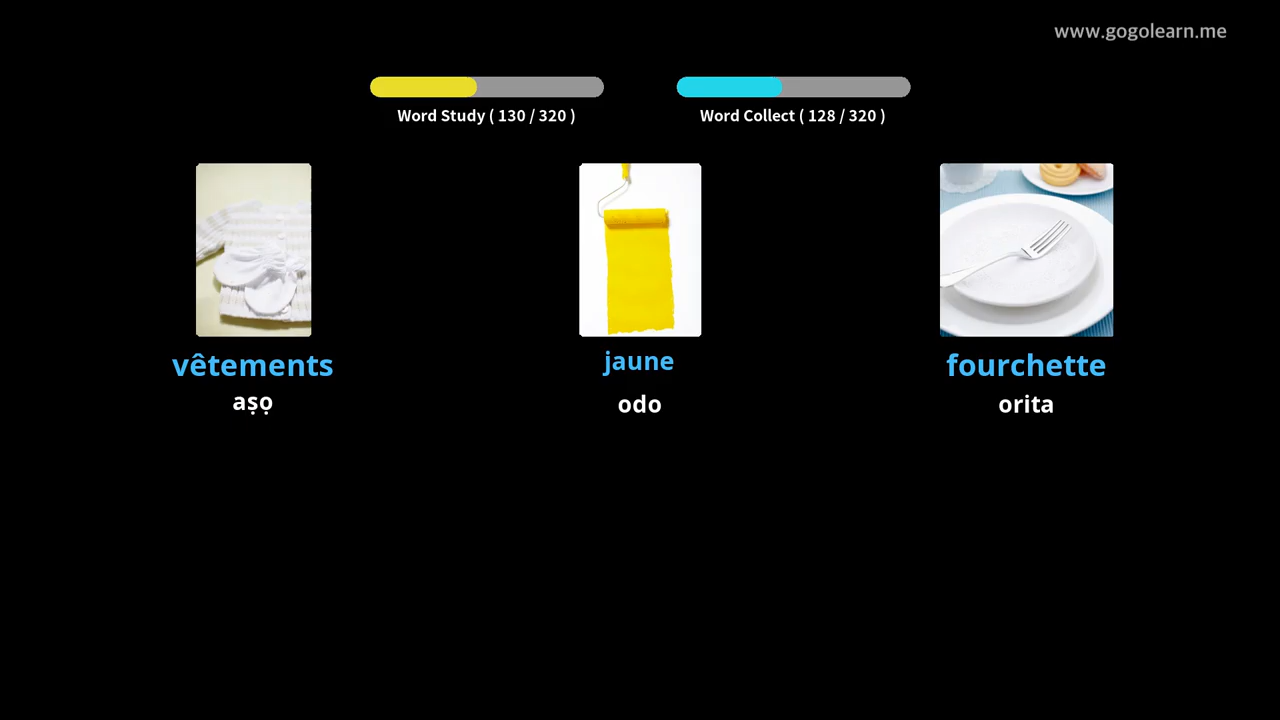 www.gogolearn.me
Word Study ( 130 / 320 )
Word Collect ( 128 / 320 )
vêtements
aṣọ
jaune
odo
fourchette
orita